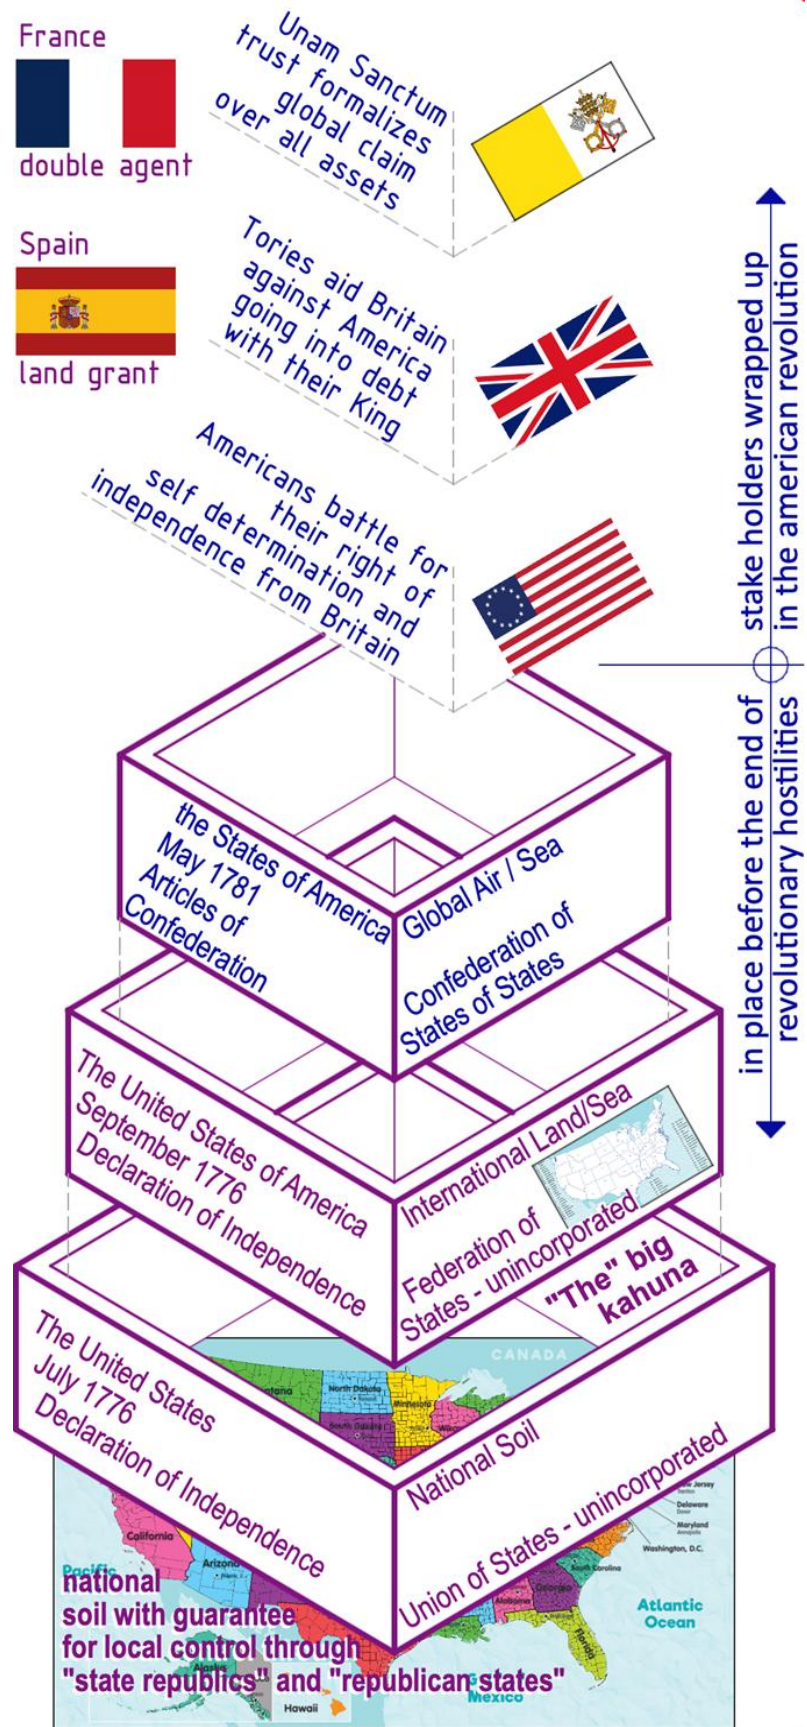 France
double agent
Unam Sanctum
trust formalizes
global claim
over all assets
Spain
land grant
Tories aid Britain
against America
going into debt
with their King
Americans battle for
their right of
self determination and
independence from Britain
stake holders wrapped up
in the american revolution
in place before the end of
revolutionary hostilities
the States of America
May 1781
Articles of
Confederation
Global Air / Sea
Confederation of
States of States
The United States of America
September 1776
Declaration of Independence
International Land/Sea
Federation of
States - unincorporated
"The" big
kahuna
The United States
July 1776
Declaration of Independence
National Soil
Union of States - unincorporated
CANADA
North Dakota
Minnesota
South Dakota
New Jersey
Delaware
Dover
Maryland
Annapolis
Washington, D.C.
California
Arizona
South Carolina
Georgia
Alabama
Florida
Pacific
Atlantic
Ocean
national
soil with guarantee
for local control through
"state republics" and "republican states"
Alaska
Hawaii
Mexico